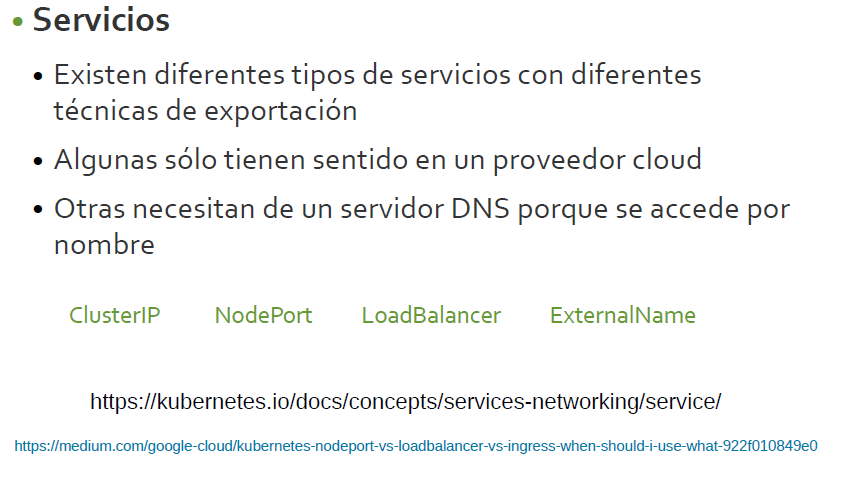 • Servicios
• Existen diferentes tipos de servicios con diferentes
técnicas de exportación
• Algunas sólo tienen sentido en un proveedor cloud
• Otras necesitan de un servidor DNS porque se accede por
nombre
ClusterIP NodePort LoadBalancer ExternalName
https://kubernetes.io/docs/concepts/services-networking/service/
https://medium.com/google-cloud/kubernetes-nodeport-vs-loadbalancer-vs-ingress-when-should-i-use-what-922f010849e0